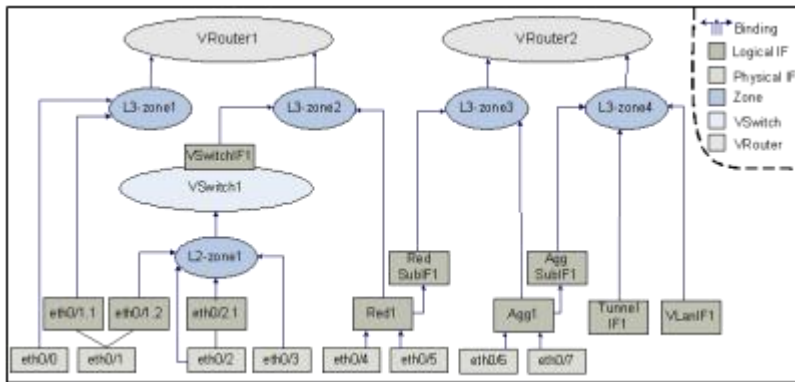 VRouter1
VRouter2
Binding
Logical IF
Physical IF
Zone
VSwitch
VRouter
L3-zone1
L3-zone2
L3-zone3
L3-zone4
VSwitchIF1
VSwitch1
L2-zone1
Red
SubIF1
Agg
SubIF1
eth0/1.1
eth0/1.2
eth0/2.1
Red1
Agg1
Tunnel
IF1
VLanIF1
eth0/0
eth0/1
eth0/2
eth0/3
eth0/4
eth0/5
eth0/6
eth0/7